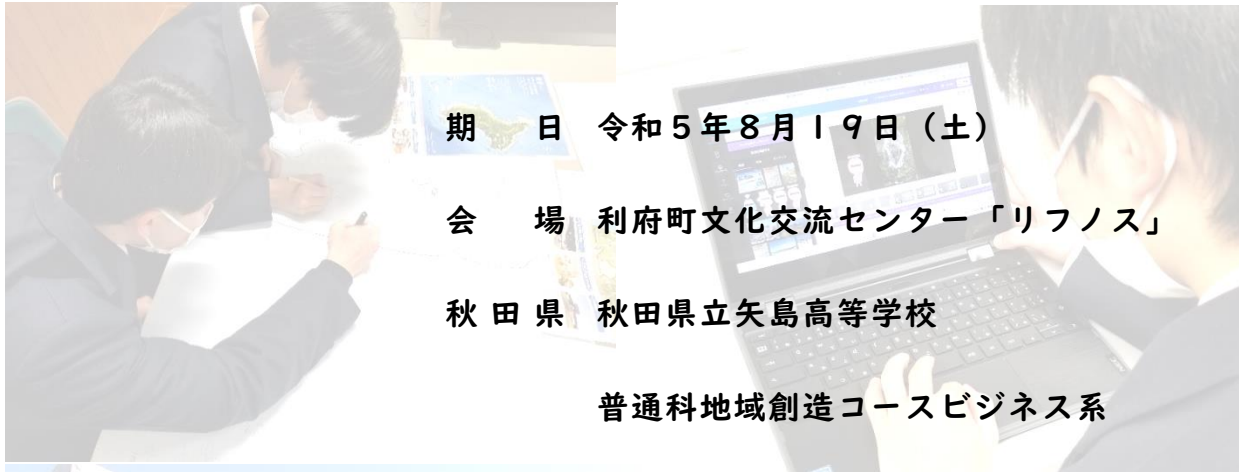 期　　日　令和５年８月１９日（土）
会　　場　利府町文化交流センター「リフノス」
秋 田 県　秋田県立矢島高等学校
普通科地域創造コースビジネス系